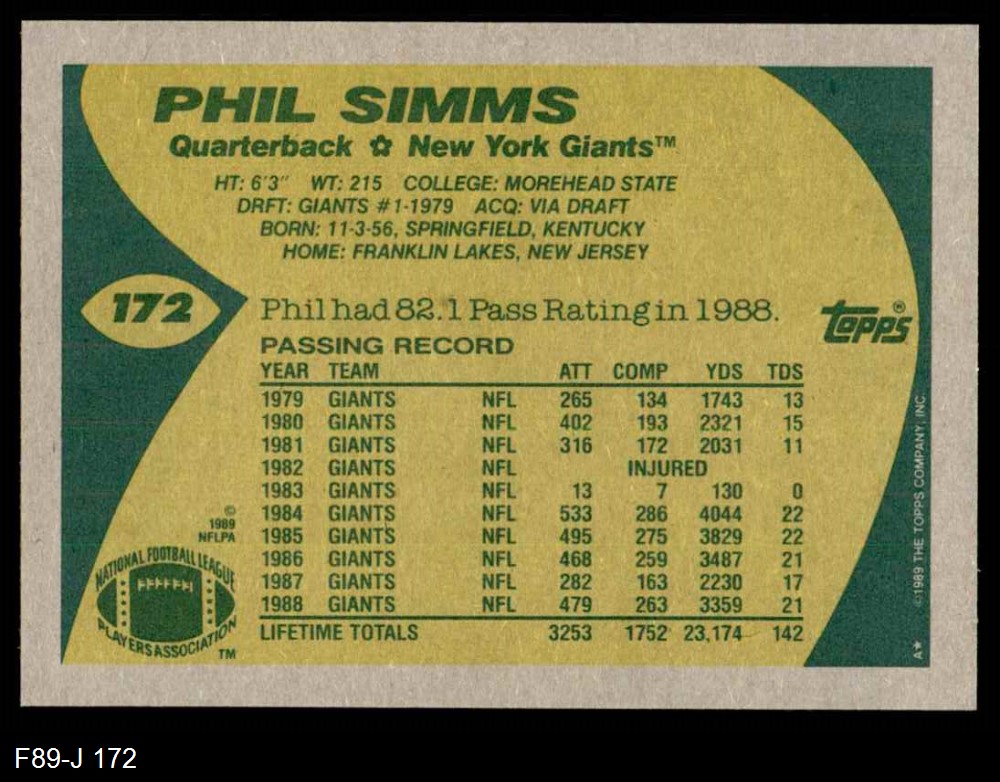 PHIL SIMMS
Quarterback ✩ New York Giants™
HT: 6'3" WT: 215 COLLEGE: MOREHEAD STATE
DRFT: GIANTS #1-1979 ACQ: VIA DRAFT
BORN: 11-3-56, SPRINGFIELD, KENTUCKY
HOME: FRANKLIN LAKES, NEW JERSEY
172
Phil had 82.1 Pass Rating in 1988.
Topps®
PASSING RECORD
YEAR TEAM ATT COMP YDS TDS
1979 GIANTS NFL 265 134 1743 13
1980 GIANTS NFL 402 193 2321 15
1981 GIANTS NFL 316 172 2031 11
1982 GIANTS NFL INJURED
1983 GIANTS NFL 13 7 130 0
1984 GIANTS NFL 533 286 4044 22
1985 GIANTS NFL 495 275 3829 22
1986 GIANTS NFL 468 259 3487 21
1987 GIANTS NFL 282 163 2230 17
1988 GIANTS NFL 479 263 3359 21
LIFETIME TOTALS 3253 1752 23,174 142
©
1989
NFLPA
NATIONAL FOOTBALL LEAGUE
PLAYERS ASSOCIATION
TM
©1989 THE TOPPS COMPANY, INC.
A★
F89-J 172